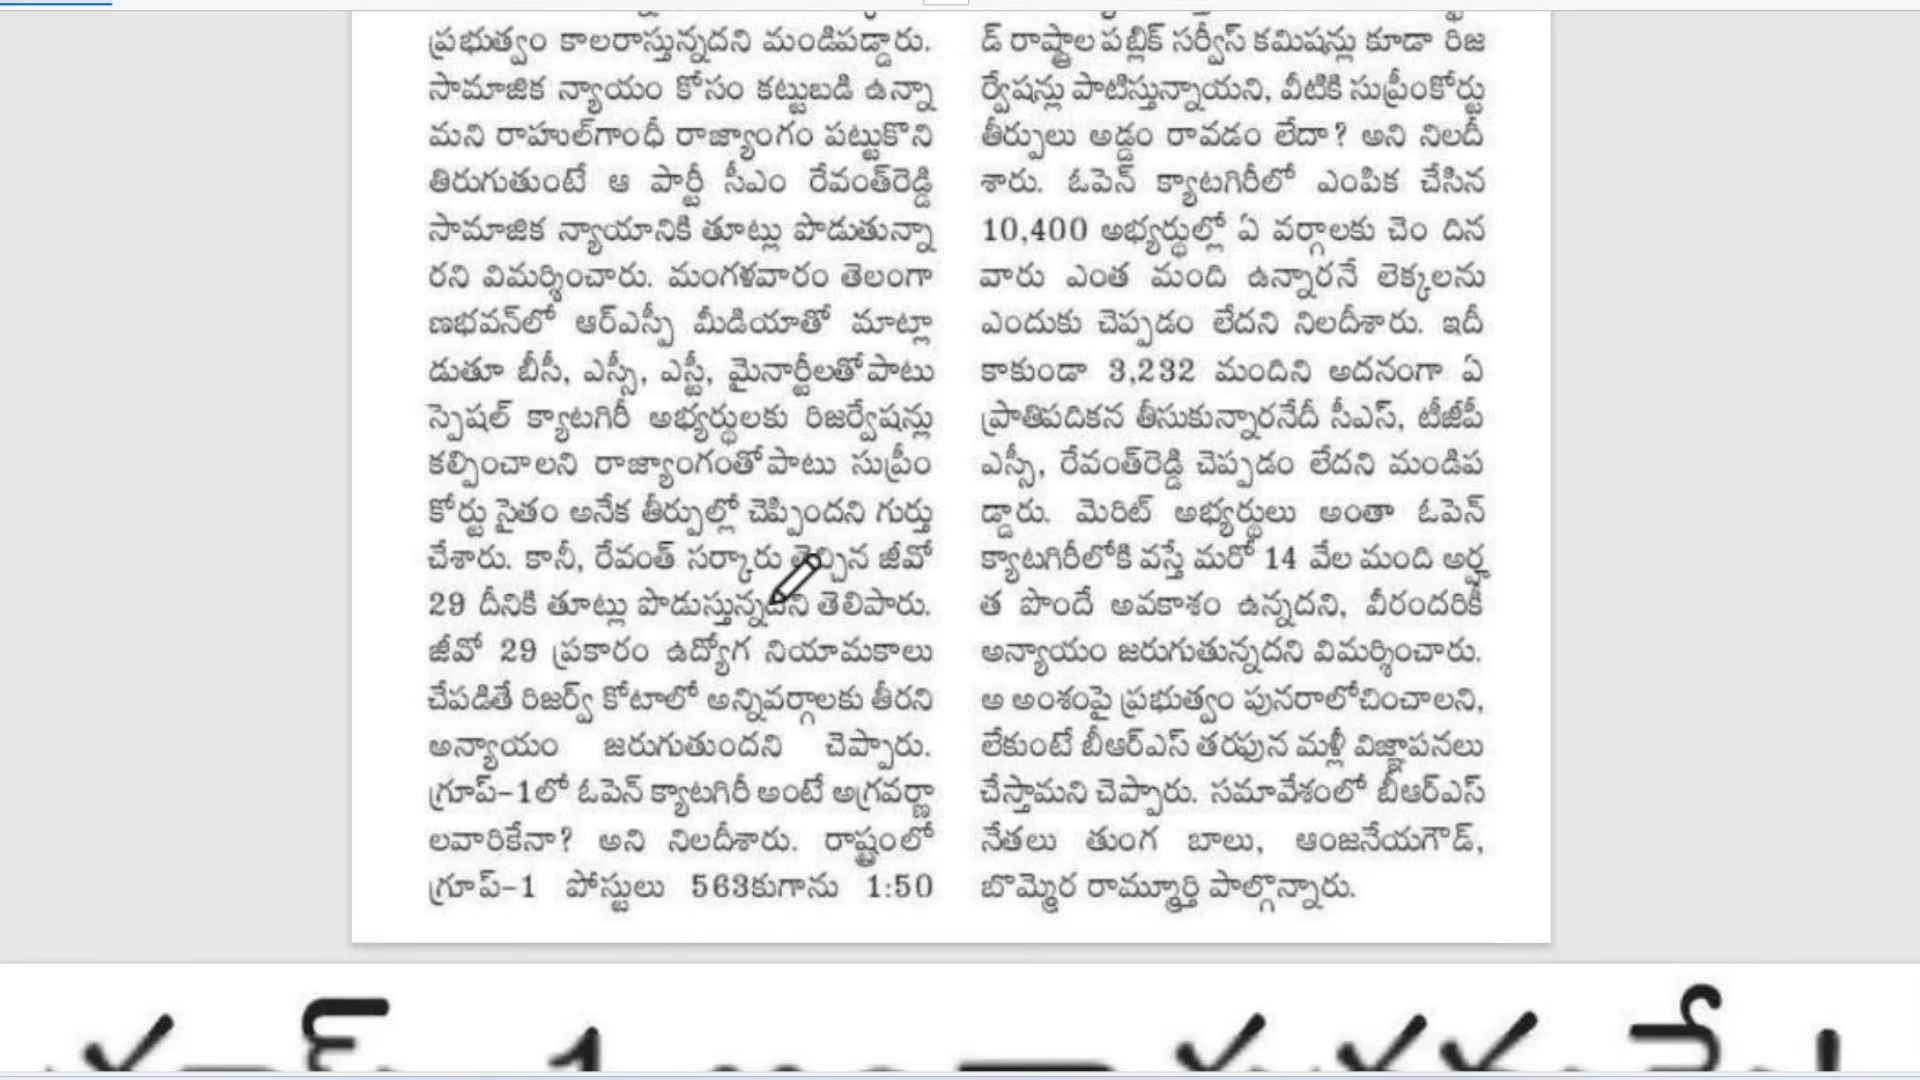 ప్రభుత్వం కాలరాస్తున్నదని మండిపడ్డారు.
సామాజిక న్యాయం కోసం కట్టుబడి ఉన్నా
మని రాహుల్‌గాంధీ రాజ్యాంగం పట్టుకొని
తిరుగుతుంటే ఆ పార్టీ సీఎం రేవంత్‌రెడ్డి
సామాజిక న్యాయానికి తూట్లు పొడుతున్నా
రని విమర్శించారు. మంగళవారం తెలంగా
ణభవన్‌లో ఆర్‌ఎస్పీ మీడియాతో మాట్లా
డుతూ బీసీ, ఎస్సీ, ఎస్టీ, మైనార్టీలతోపాటు
స్పెషల్ క్యాటగిరీ అభ్యర్థులకు రిజర్వేషన్లు
కల్పించాలని రాజ్యాంగంతోపాటు సుప్రీం
కోర్టు సైతం అనేక తీర్పుల్లో చెప్పిందని గుర్తు
చేశారు. కానీ, రేవంత్ సర్కారు తెచ్చిన జీవో
29 దీనికి తూట్లు పొడుస్తున్నదని తెలిపారు.
జీవో 29 ప్రకారం ఉద్యోగ నియామకాలు
చేపడితే రిజర్వ్ కోటాలో అన్నివర్గాలకు తీరని
అన్యాయం జరుగుతుందని చెప్పారు.
గ్రూప్-1లో ఓపెన్ క్యాటగిరీ అంటే అగ్రవర్ణా
లవారికేనా? అని నిలదీశారు. రాష్ట్రంలో
గ్రూప్-1 పోస్టులు 563కుగాను 1:50
డ్ రాష్ట్రాల పబ్లిక్ సర్వీస్ కమిషన్లు కూడా రిజ
ర్వేషన్లు పాటిస్తున్నాయని, వీటికి సుప్రీంకోర్టు
తీర్పులు అడ్డం రావడం లేదా? అని నిలదీ
శారు. ఓపెన్ క్యాటగిరీలో ఎంపిక చేసిన
10,400 అభ్యర్థుల్లో ఏ వర్గాలకు చెం దిన
వారు ఎంత మంది ఉన్నారనే లెక్కలను
ఎందుకు చెప్పడం లేదని నిలదీశారు. ఇదీ
కాకుండా 3,232 మందిని అదనంగా ఏ
ప్రాతిపదికన తీసుకున్నారనేదీ సీఎస్, టీజీపీ
ఎస్సీ, రేవంత్‌రెడ్డి చెప్పడం లేదని మండిప
డ్డారు. మెరిట్ అభ్యర్థులు అంతా ఓపెన్
క్యాటగిరీలోకి వస్తే మరో 14 వేల మంది అర్హ
త పొందే అవకాశం ఉన్నదని, వీరందరికీ
అన్యాయం జరుగుతున్నదని విమర్శించారు.
అ అంశంపై ప్రభుత్వం పునరాలోచించాలని,
లేకుంటే బీఆర్ఎస్ తరఫున మళ్లీ విజ్ఞాపనలు
చేస్తామని చెప్పారు. సమావేశంలో బీఆర్ఎస్
నేతలు తుంగ బాలు, ఆంజనేయగౌడ్,
బొమ్మెర రామ్మూర్తి పాల్గొన్నారు.